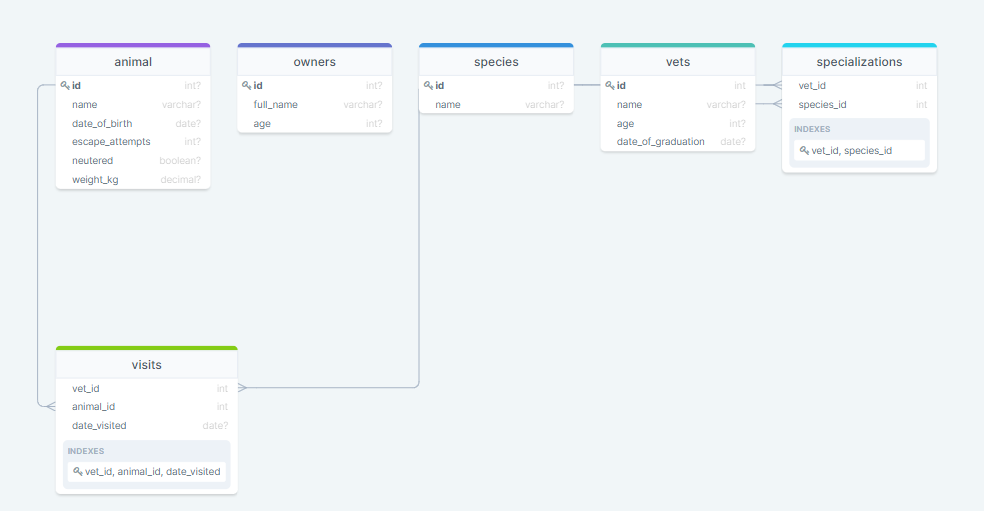 animal
id int?
name varchar?
date_of_birth date?
escape_attempts int?
neutered boolean?
weight_kg decimal?
owners
id int?
full_name varchar?
age int?
species
id int?
name varchar?
vets
id int
name varchar?
age int?
date_of_graduation date?
specializations
vet_id int
species_id int
INDEXES
vet_id, species_id
visits
vet_id int
animal_id int
date_visited date?
INDEXES
vet_id, animal_id, date_visited